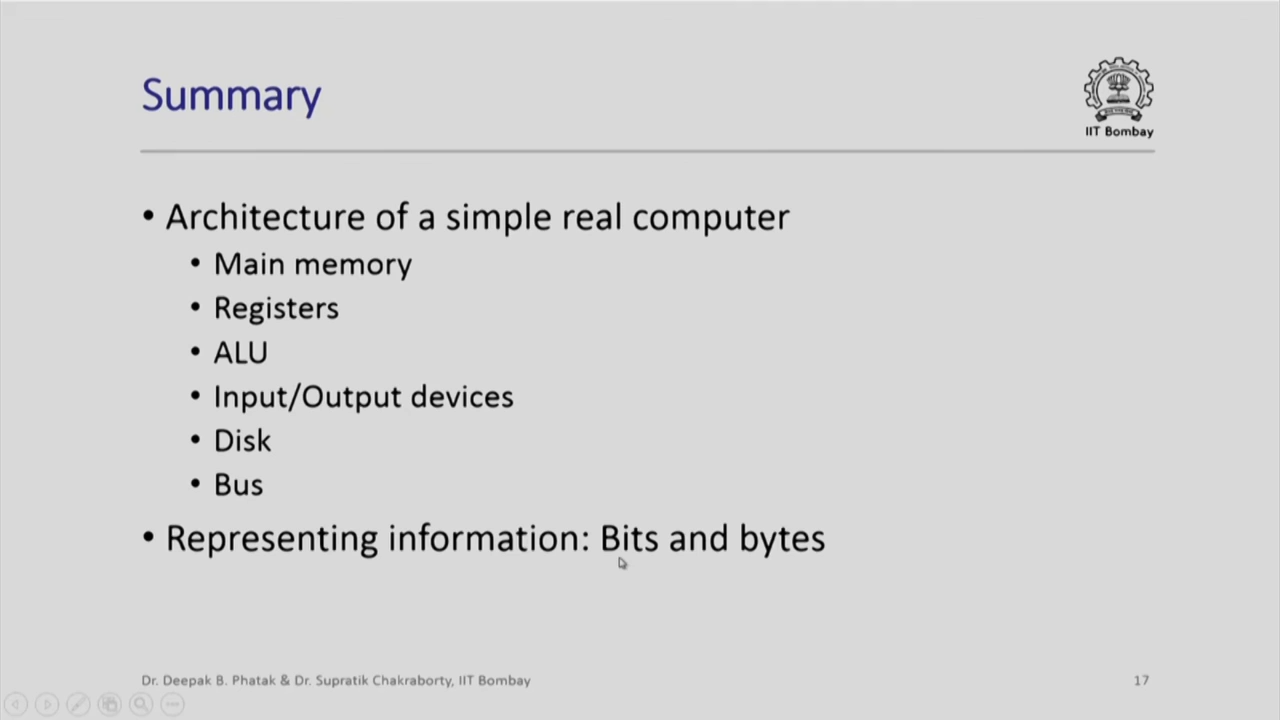 Summary
IIT Bombay
• Architecture of a simple real computer
• Main memory
• Registers
• ALU
• Input/Output devices
• Disk
• Bus
• Representing information: Bits and bytes
Dr. Deepak B. Phatak & Dr. Supratik Chakraborty, IIT Bombay
17